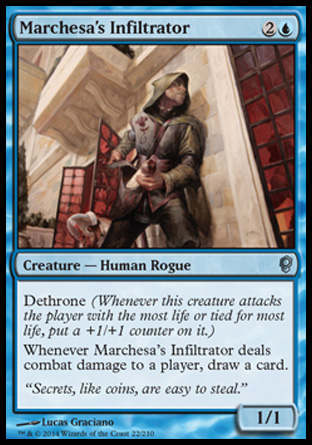 Marchesa's Infiltrator 2
Creature — Human Rogue
Dethrone (Whenever this creature attacks
the player with the most life or tied for most
life, put a +1/+1 counter on it.)
Whenever Marchesa's Infiltrator deals
combat damage to a player, draw a card.
“Secrets, like coins, are easy to steal.”
Lucas Graciano
™ & © 2014 Wizards of the Coast 22/210
1/1